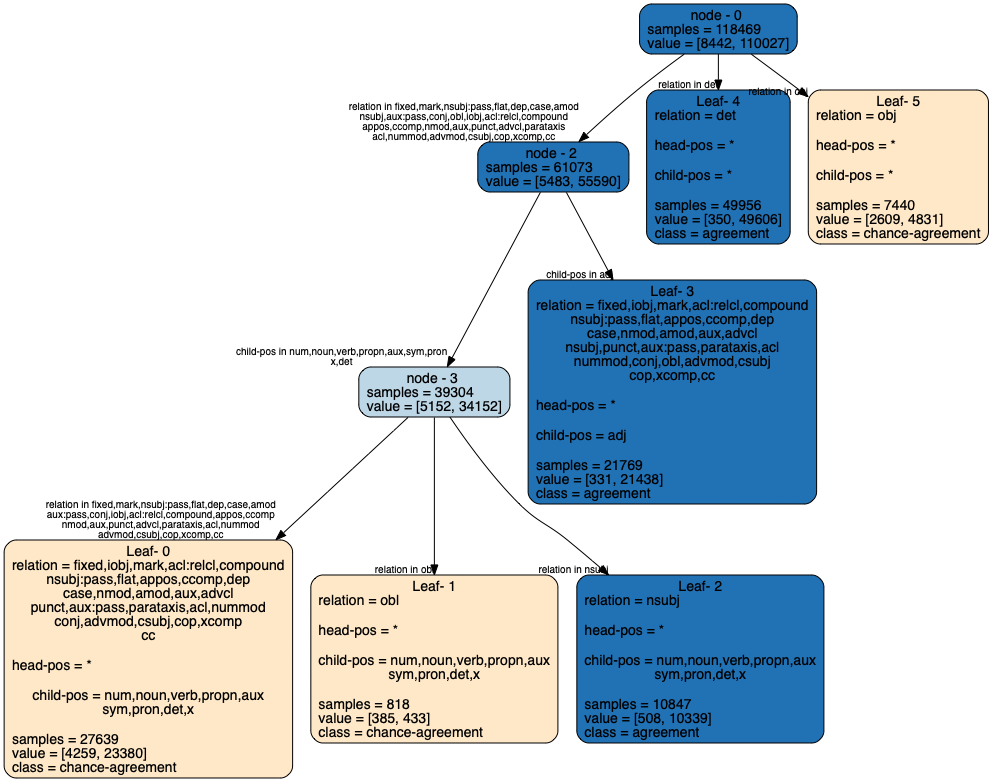 node - 0
samples = 118469
value = [8442, 110027]
relation in det
relation in obj
relation in fixed,mark,nsubj:pass,flat,dep,case,amod
nsubj,aux:pass,conj,obl,iobj,acl:relcl,compound
appos,ccomp,nmod,aux,punct,advcl,parataxis
acl,nummod,advmod,csubj,cop,xcomp,cc
Leaf- 4
relation = det
head-pos = *
child-pos = *
samples = 49956
value = [350, 49606]
class = agreement
Leaf- 5
relation = obj
head-pos = *
child-pos = *
samples = 7440
value = [2609, 4831]
class = chance-agreement
node - 2
samples = 61073
value = [5483, 55590]
child-pos in adj
Leaf- 3
relation = fixed,iobj,mark,acl:relcl,compound
nsubj:pass,flat,appos,ccomp,dep
case,nmod,amod,aux,advcl
nsubj,punct,aux:pass,parataxis,acl
nummod,conj,obl,advmod,csubj
cop,xcomp,cc
head-pos = *
child-pos = adj
samples = 21769
value = [331, 21438]
class = agreement
child-pos in num,noun,verb,propn,aux,sym,pron
x,det
node - 3
samples = 39304
value = [5152, 34152]
relation in fixed,mark,nsubj:pass,flat,dep,case,amod
aux:pass,conj,iobj,acl:relcl,compound,appos,ccomp
nmod,aux,punct,advcl,parataxis,acl,nummod
advmod,csubj,cop,xcomp,cc
relation in obl
relation in nsubj
Leaf- 0
relation = fixed,iobj,mark,acl:relcl,compound
nsubj:pass,flat,appos,ccomp,dep
case,nmod,amod,aux,advcl
punct,aux:pass,parataxis,acl,nummod
conj,advmod,csubj,cop,xcomp
cc
head-pos = *
child-pos = num,noun,verb,propn,aux
sym,pron,det,x
samples = 27639
value = [4259, 23380]
class = chance-agreement
Leaf- 1
relation = obl
head-pos = *
child-pos = num,noun,verb,propn,aux
sym,pron,det,x
samples = 818
value = [385, 433]
class = chance-agreement
Leaf- 2
relation = nsubj
head-pos = *
child-pos = num,noun,verb,propn,aux
sym,pron,det,x
samples = 10847
value = [508, 10339]
class = agreement